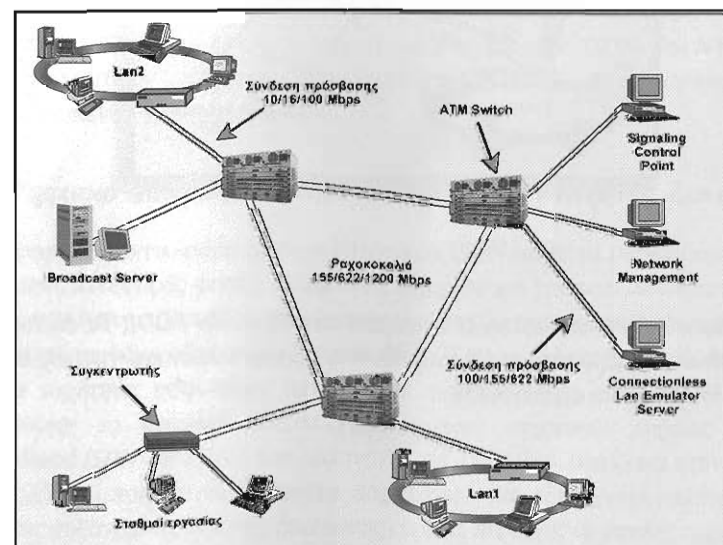 Lan2
Σύνδεση πρόσβασης
10/16/100 Mbps
ATM Switch
Signaling
Control
Point
Broadcast Server
Ραχοκοκαλιά
155/622/1200 Mbps
Network
Management
Συγκεντρωτής
Σύνδεση πρόσβασης
100/155/622 Mbps
Connectionless
Lan Emulator
Server
Lan1
Σταθμοί εργασίας